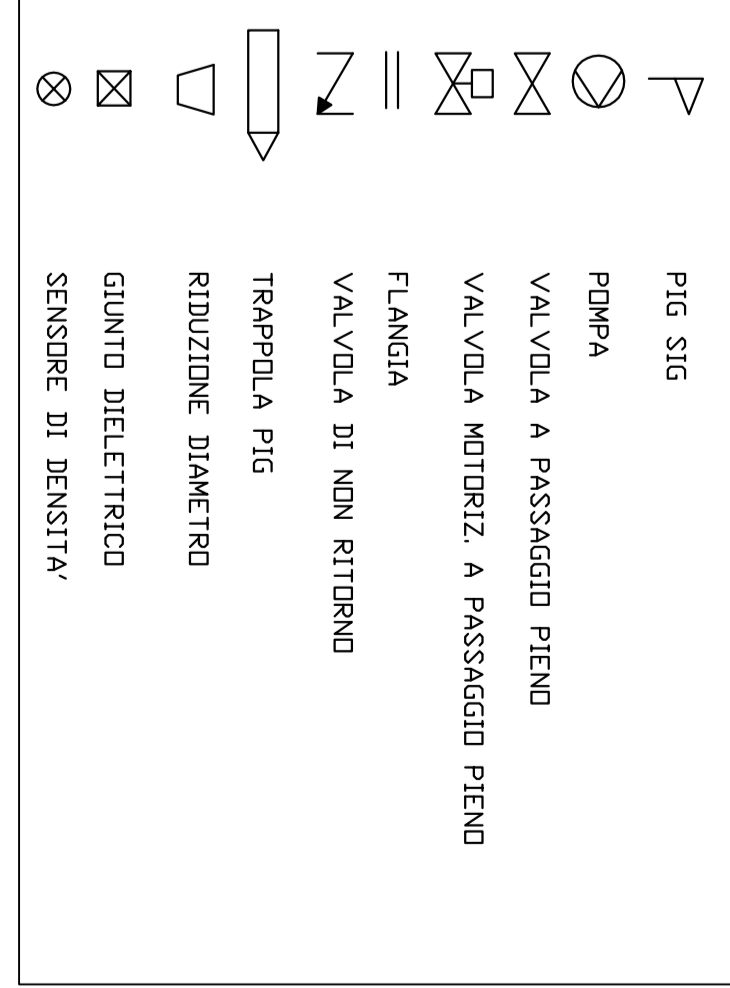 PIG SIG
POMPA
VALVOLA A PASSAGGIO PIENO
VALVOLA MOTORIZ. A PASSAGGIO PIENO
FLANGIA
VALVOLA DI NON RITORNO
TRAPPOLA PIG
RIDUZIONE DIAMETRO
GIUNTO DIELETTRICO
SENSORE DI DENSITA'